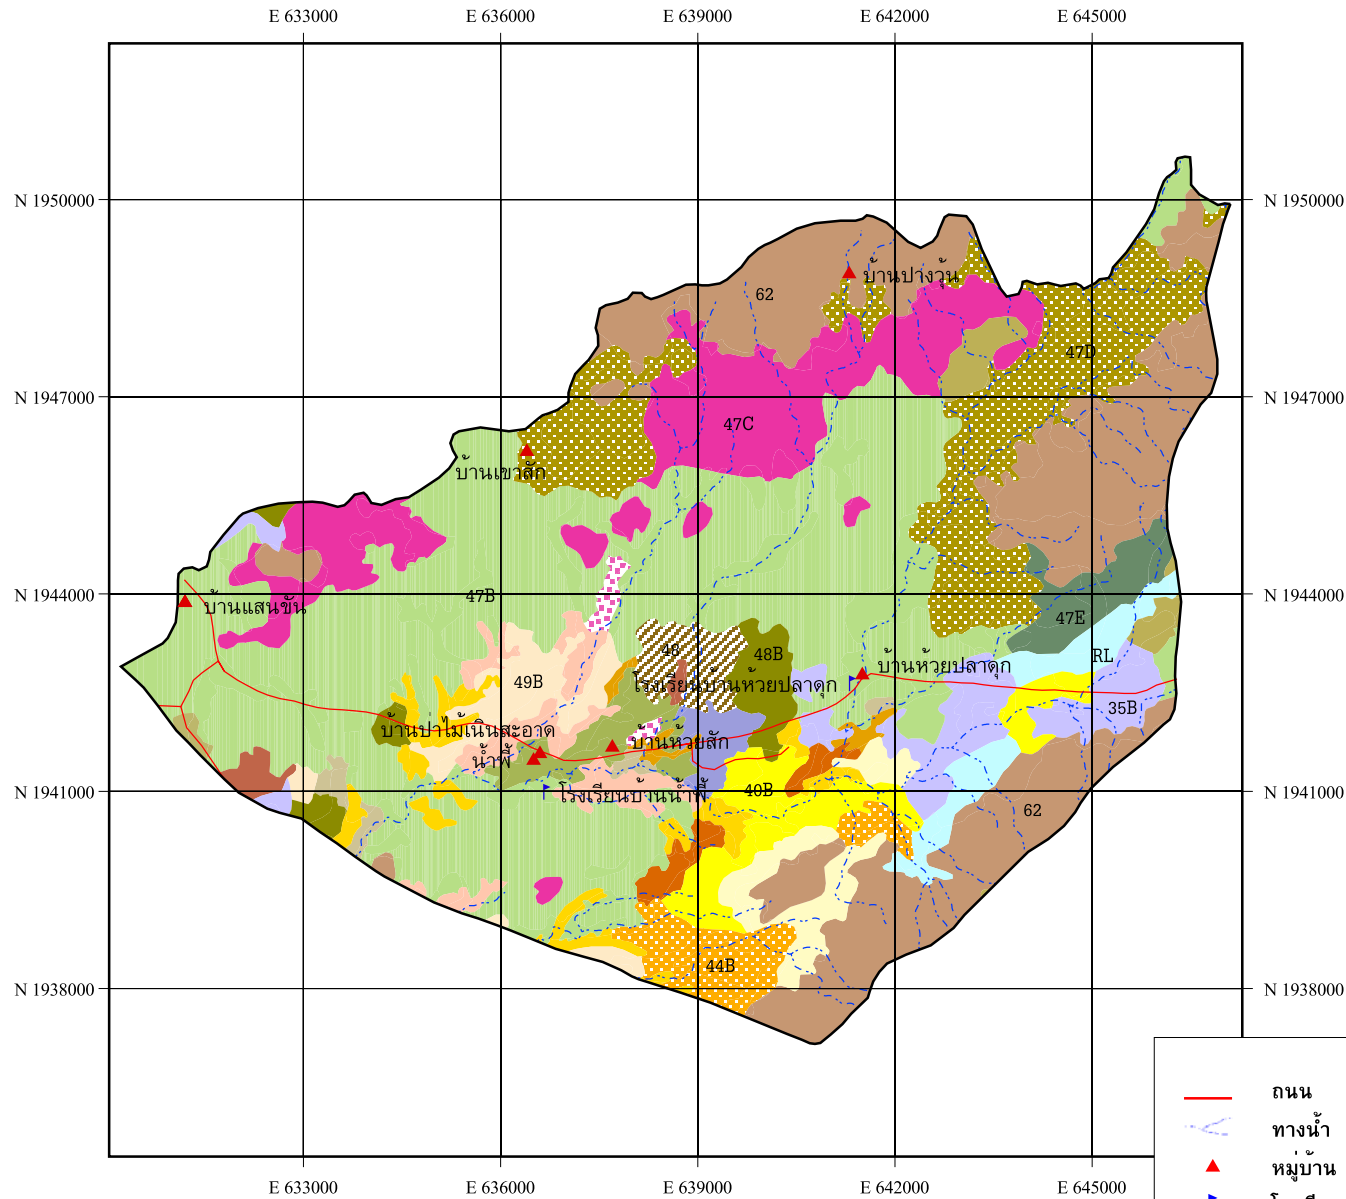 E 633000 E 636000 E 639000 E 642000 E 645000
N 1950000 N 1950000
บ้านปางวุ้น
62
47D
N 1947000 N 1947000
47C
บ้านเขาสัก
N 1944000 N 1944000
47B
บ้านแสนขัน
47E
48
48B
RL
บ้านห้วยปลาดุก
49B
โรงเรียนบ้านห้วยปลาดุก
35B
บ้านป่าไม้เนินสะอาด
บ้านห้วยสัก
น้ำพี้
N 1941000 N 1941000
โรงเรียนบ้านน้ำพี้
40B
62
44B
N 1938000 N 1938000
ถนน
ทางน้ำ
หมู่บ้าน
E 633000 E 636000 E 639000 E 642000 E 645000